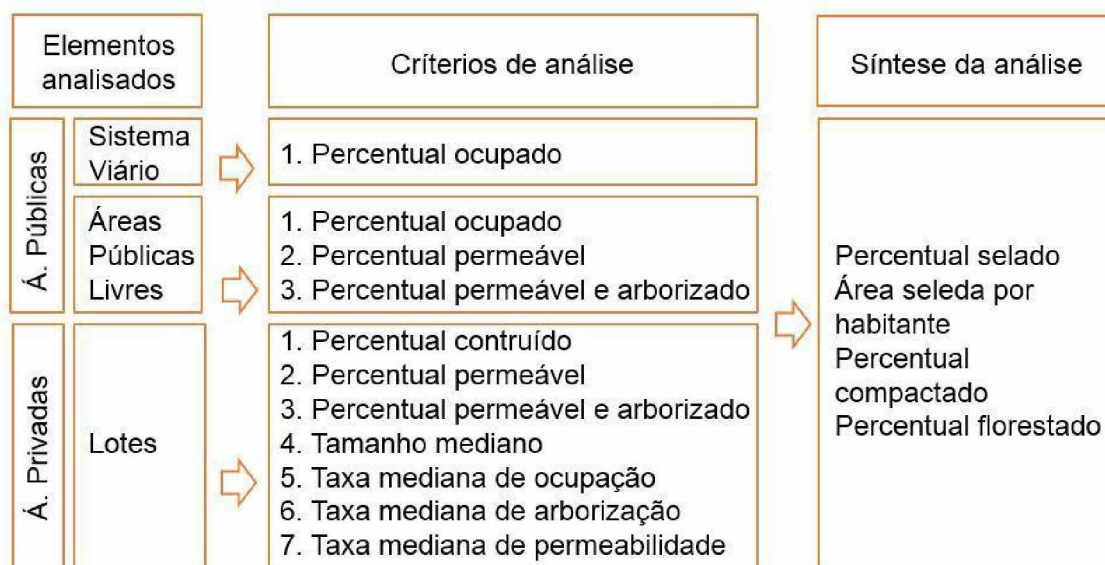 Elementos
analisados
Críterios de análise
Síntese da análise
Á. Públicas
Sistema
Viário
1. Percentual ocupado
Áreas
Públicas
Livres
1. Percentual ocupado
2. Percentual permeável
3. Percentual permeável e arborizado
Á. Privadas
Lotes
1. Percentual contruído
2. Percentual permeável
3. Percentual permeável e arborizado
4. Tamanho mediano
5. Taxa mediana de ocupação
6. Taxa mediana de arborização
7. Taxa mediana de permeabilidade
Percentual selado
Área seleda por
habitante
Percentual
compactado
Percentual florestado